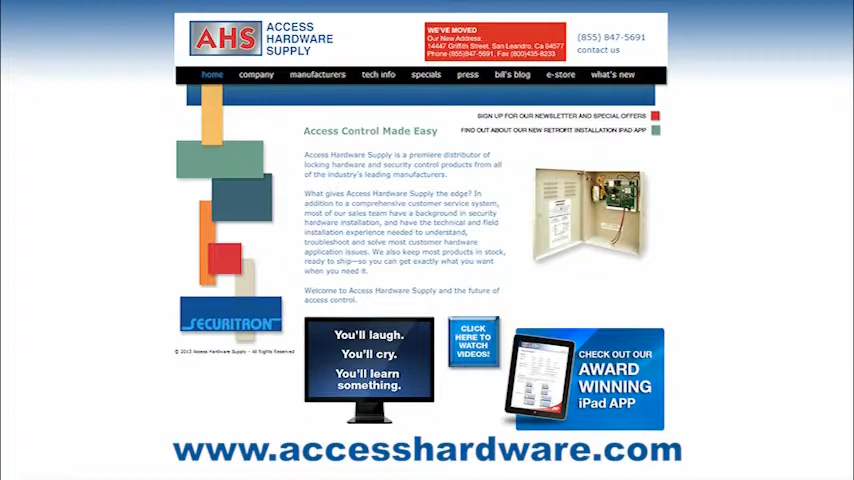 AHS
ACCESS
HARDWARE
SUPPLY
WE'VE MOVED
Our New Address:
14447 Griffith Street, San Leandro, Ca 94577
Phone (855)847-5691, Fax (800)435-8233
(855) 847-5691
contact us
home company manufacturers tech info specials press bill's blog e-store what's new
SIGN UP FOR OUR NEWSLETTER AND SPECIAL OFFERS
FIND OUT ABOUT OUR NEW RETROFIT INSTALLATION IPAD APP
Access Control Made Easy
Access Hardware Supply is a premiere distributor of
locking hardware and security control products from all
of the industry's leading manufacturers.
What gives Access Hardware Supply the edge? In
addition to a comprehensive customer service system,
most of our sales team have a background in security
hardware installation, and have the technical and field
installation experience needed to understand,
troubleshoot and solve most customer hardware
application issues. We also keep most products in stock,
ready to ship—so you can get exactly what you want
when you need it.
Welcome to Access Hardware Supply and the future of
access control.
SECURITRON
© 2013 Access Hardware Supply - All Rights Reserved
You'll laugh.
You'll cry.
You'll learn
something.
CLICK
HERE TO
WATCH
VIDEOS!
CHECK OUT OUR
AWARD
WINNING
iPad APP
www.accesshardware.com